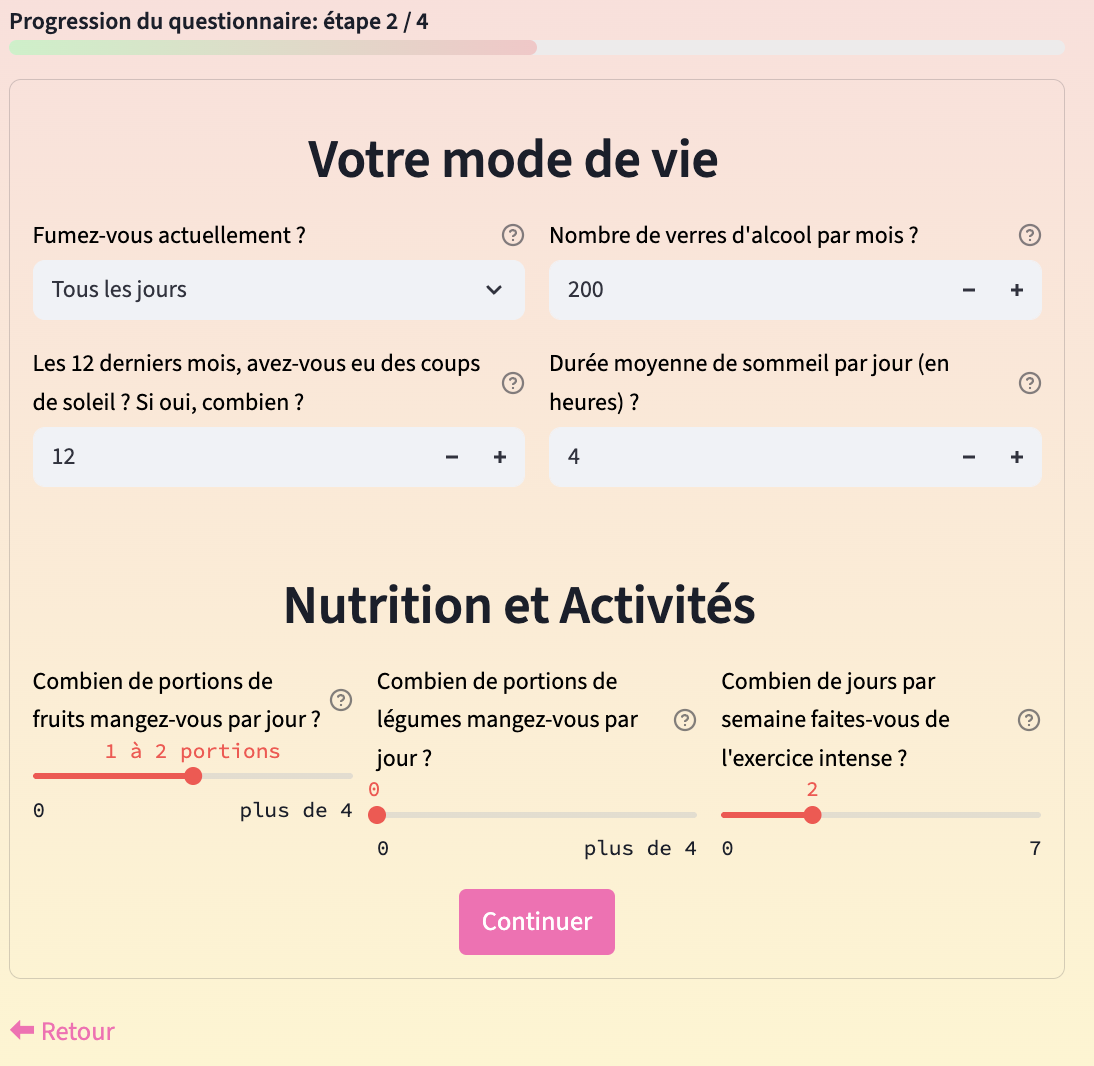 Progression du questionnaire: étape 2 / 4
Votre mode de vie
Fumez-vous actuellement ?
Tous les jours
Nombre de verres d'alcool par mois ?
200
Les 12 derniers mois, avez-vous eu des coups
de soleil ? Si oui, combien ?
12
Durée moyenne de sommeil par jour (en
heures) ?
4
Nutrition et Activités
Combien de portions de
fruits mangez-vous par jour ?
1 à 2 portions
0 plus de 4
Combien de portions de
légumes mangez-vous par
jour ?
0
0 plus de 4
Combien de jours par
semaine faites-vous de
l'exercice intense ?
2
0 7
Continuer
Retour